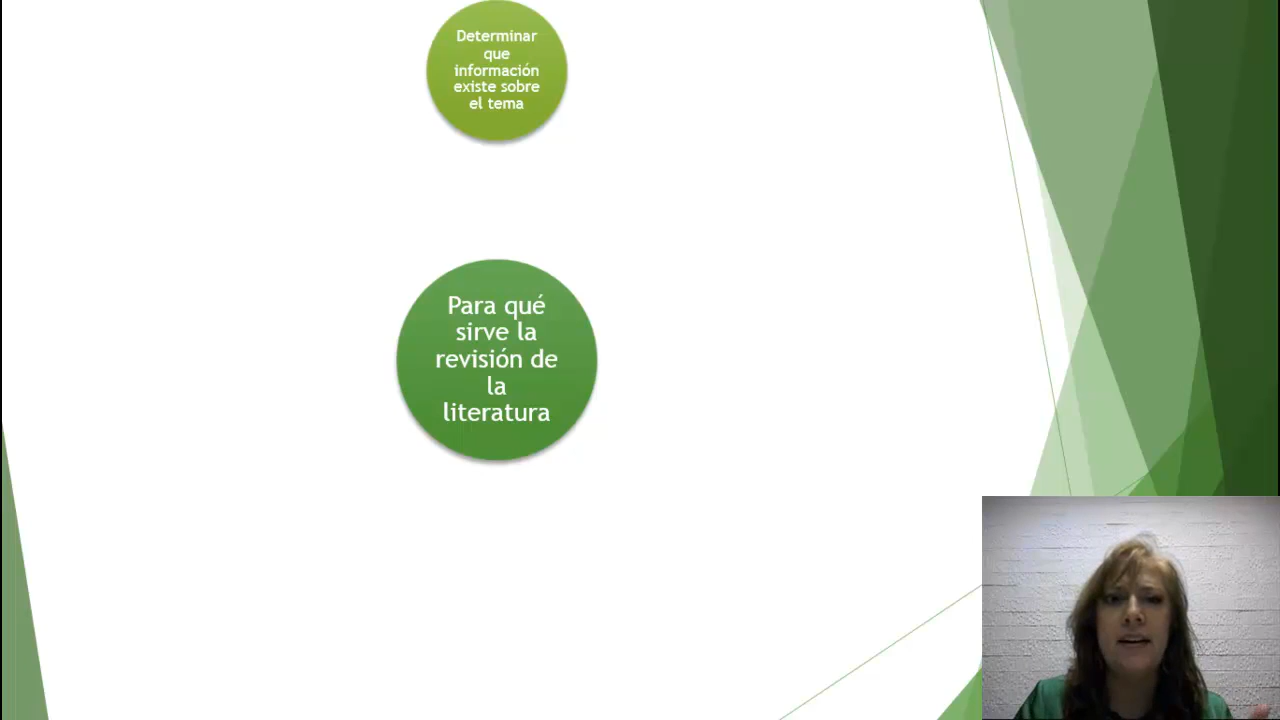 Determinar
que
información
existe sobre
el tema
Para qué
sirve la
revisión de
la
literatura